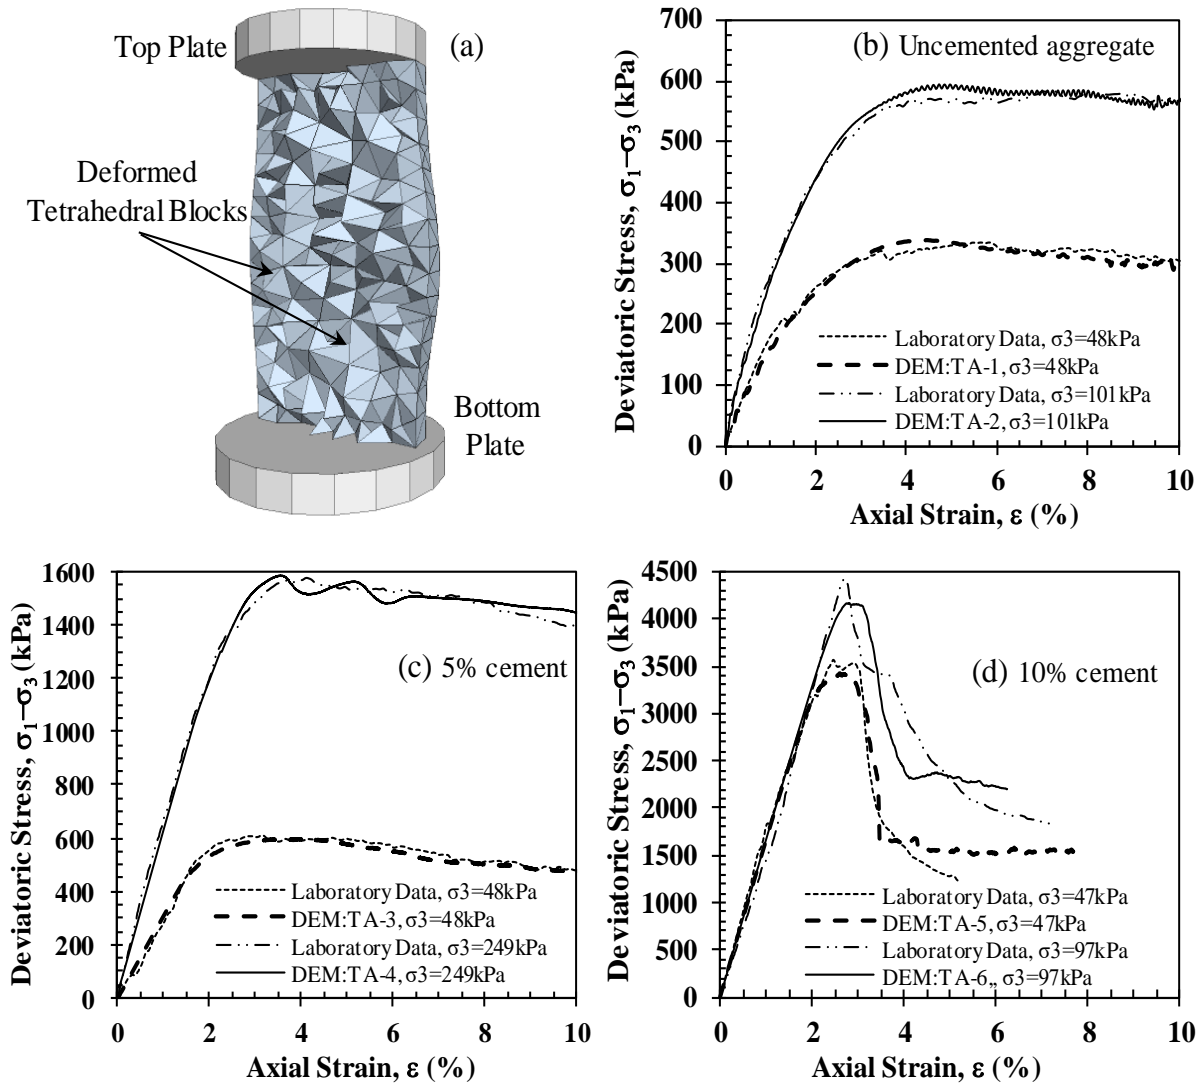 Top Plate
(a)
Deformed
Tetrahedral Blocks
Bottom
Plate
(b) Uncemented aggregate
Deviatoric Stress, σ1–σ3 (kPa)
700
600
500
400
300
200
100
0
Laboratory Data, σ3=48kPa
DEM:TA-1, σ3=48kPa
Laboratory Data, σ3=101kPa
DEM:TA-2, σ3=101kPa
0 2 4 6 8 10
Axial Strain, ε (%)
(c) 5% cement
Deviatoric Stress, σ1–σ3 (kPa)
1600
1400
1200
1000
800
600
400
200
0
Laboratory Data, σ3=48kPa
DEM:TA-3, σ3=48kPa
Laboratory Data, σ3=249kPa
DEM:TA-4, σ3=249kPa
0 2 4 6 8 10
Axial Strain, ε (%)
(d) 10% cement
Deviatoric Stress, σ1–σ3 (kPa)
4500
4000
3500
3000
2500
2000
1500
1000
500
0
Laboratory Data, σ3=47kPa
DEM:TA-5, σ3=47kPa
Laboratory Data, σ3=97kPa
DEM:TA-6,, σ3=97kPa
0 2 4 6 8 10
Axial Strain, ε (%)